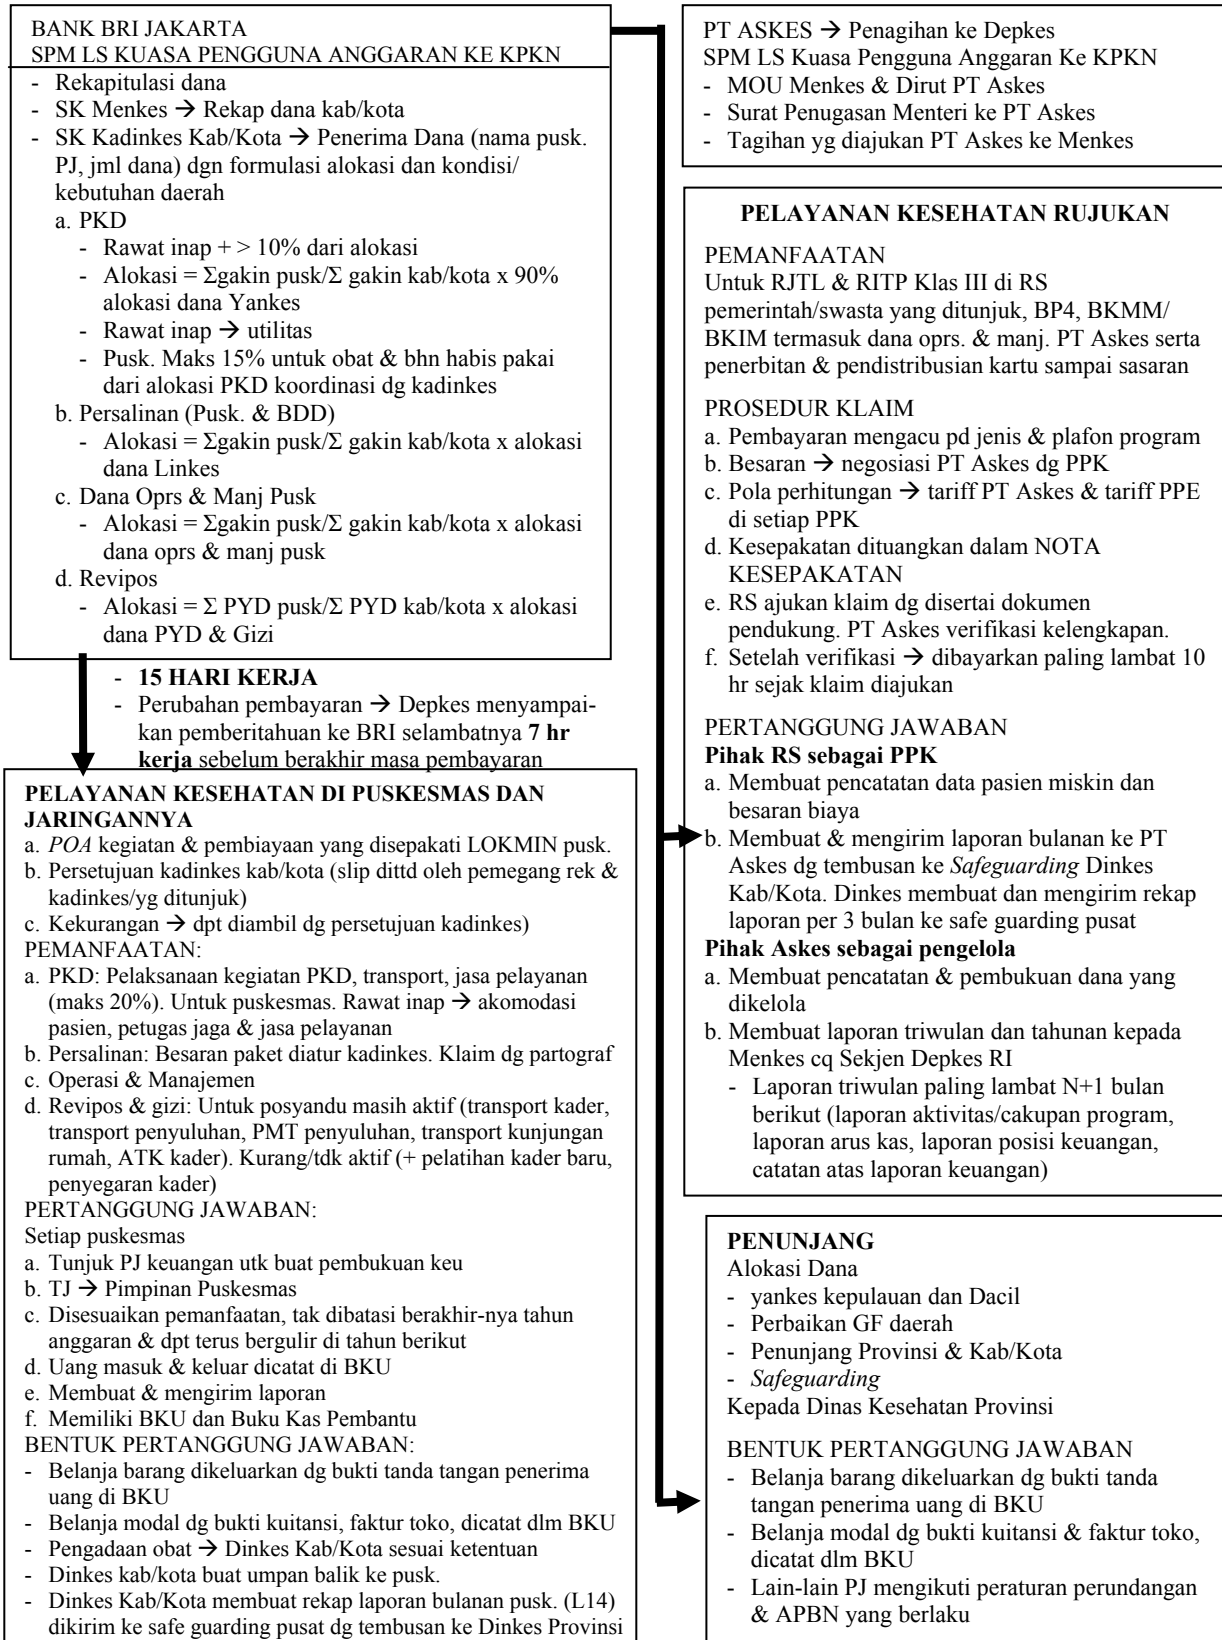 BANK BRI JAKARTA
SPM LS KUASA PENGGUNA ANGGARAN KE KPKN
- Rekapitulasi dana
- SK Menkes → Rekap dana kab/kota
- SK Kadinkes Kab/Kota → Penerima Dana (nama pusk.
PJ, jml dana) dgn formulasi alokasi dan kondisi/
kebutuhan daerah
a. PKD
- Rawat inap + > 10% dari alokasi
- Alokasi = Σgakin pusk/Σ gakin kab/kota x 90%
alokasi dana Yankes
- Rawat inap → utilitas
- Pusk. Maks 15% untuk obat & bhn habis pakai
dari alokasi PKD koordinasi dg kadinkes
b. Persalinan (Pusk. & BDD)
- Alokasi = Σgakin pusk/Σ gakin kab/kota x alokasi
dana Linkes
c. Dana Oprs & Manj Pusk
- Alokasi = Σgakin pusk/Σ gakin kab/kota x alokasi
dana oprs & manj pusk
d. Revipos
- Alokasi = Σ PYD pusk/Σ PYD kab/kota x alokasi
dana PYD & Gizi
- 15 HARI KERJA
- Perubahan pembayaran → Depkes menyampai-
kan pemberitahuan ke BRI selambatnya 7 hr
kerja sebelum berakhir masa pembayaran
PELAYANAN KESEHATAN DI PUSKESMAS DAN
JARINGANNYA
a. POA kegiatan & pembiayaan yang disepakati LOKMIN pusk.
b. Persetujuan kadinkes kab/kota (slip dittd oleh pemegang rek &
kadinkes/yg ditunjuk)
c. Kekurangan → dpt diambil dg persetujuan kadinkes)
PEMANFAATAN:
a. PKD: Pelaksanaan kegiatan PKD, transport, jasa pelayanan
(maks 20%). Untuk puskesmas. Rawat inap → akomodasi
pasien, petugas jaga & jasa pelayanan
b. Persalinan: Besaran paket diatur kadinkes. Klaim dg partograf
c. Operasi & Manajemen
d. Revipos & gizi: Untuk posyandu masih aktif (transport kader,
transport penyuluhan, PMT penyuluhan, transport kunjungan
rumah, ATK kader). Kurang/tdk aktif (+ pelatihan kader baru,
penyegaran kader)
PERTANGGUNG JAWABAN:
Setiap puskesmas
a. Tunjuk PJ keuangan utk buat pembukuan keu
b. TJ → Pimpinan Puskesmas
c. Disesuaikan pemanfaatan, tak dibatasi berakhir-nya tahun
anggaran & dpt terus bergulir di tahun berikut
d. Uang masuk & keluar dicatat di BKU
e. Membuat & mengirim laporan
f. Memiliki BKU dan Buku Kas Pembantu
BENTUK PERTANGGUNG JAWABAN:
- Belanja barang dikeluarkan dg bukti tanda tangan penerima
uang di BKU
- Belanja modal dg bukti kuitansi, faktur toko, dicatat dlm BKU
- Pengadaan obat → Dinkes Kab/Kota sesuai ketentuan
- Dinkes kab/kota buat umpan balik ke pusk.
- Dinkes Kab/Kota membuat rekap laporan bulanan pusk. (L14)
dikirim ke safe guarding pusat dg tembusan ke Dinkes Provinsi
PT ASKES → Penagihan ke Depkes
SPM LS Kuasa Pengguna Anggaran Ke KPKN
- MOU Menkes & Dirut PT Askes
- Surat Penugasan Menteri ke PT Askes
- Tagihan yg diajukan PT Askes ke Menkes
PELAYANAN KESEHATAN RUJUKAN
PEMANFAATAN
Untuk RJTL & RITP Klas III di RS
pemerintah/swasta yang ditunjuk, BP4, BKMM/
BKIM termasuk dana oprs. & manj. PT Askes serta
penerbitan & pendistribusian kartu sampai sasaran
PROSEDUR KLAIM
a. Pembayaran mengacu pd jenis & plafon program
b. Besaran → negosiasi PT Askes dg PPK
c. Pola perhitungan → tariff PT Askes & tariff PPE
di setiap PPK
d. Kesepakatan dituangkan dalam NOTA
KESEPAKATAN
e. RS ajukan klaim dg disertai dokumen
pendukung. PT Askes verifikasi kelengkapan.
f. Setelah verifikasi → dibayarkan paling lambat 10
hr sejak klaim diajukan
PERTANGGUNG JAWABAN
Pihak RS sebagai PPK
a. Membuat pencatatan data pasien miskin dan
besaran biaya
b. Membuat & mengirim laporan bulanan ke PT
Askes dg tembusan ke Safeguarding Dinkes
Kab/Kota. Dinkes membuat dan mengirim rekap
laporan per 3 bulan ke safe guarding pusat
Pihak Askes sebagai pengelola
a. Membuat pencatatan & pembukuan dana yang
dikelola
b. Membuat laporan triwulan dan tahunan kepada
Menkes cq Sekjen Depkes RI
- Laporan triwulan paling lambat N+1 bulan
berikut (laporan aktivitas/cakupan program,
laporan arus kas, laporan posisi keuangan,
catatan atas laporan keuangan)
PENUNJANG
Alokasi Dana
- yankes kepulauan dan Dacil
- Perbaikan GF daerah
- Penunjang Provinsi & Kab/Kota
- Safeguarding
Kepada Dinas Kesehatan Provinsi
BENTUK PERTANGGUNG JAWABAN
- Belanja barang dikeluarkan dg bukti tanda
tangan penerima uang di BKU
- Belanja modal dg bukti kuitansi & faktur toko,
dicatat dlm BKU
- Lain-lain PJ mengikuti peraturan perundangan
& APBN yang berlaku